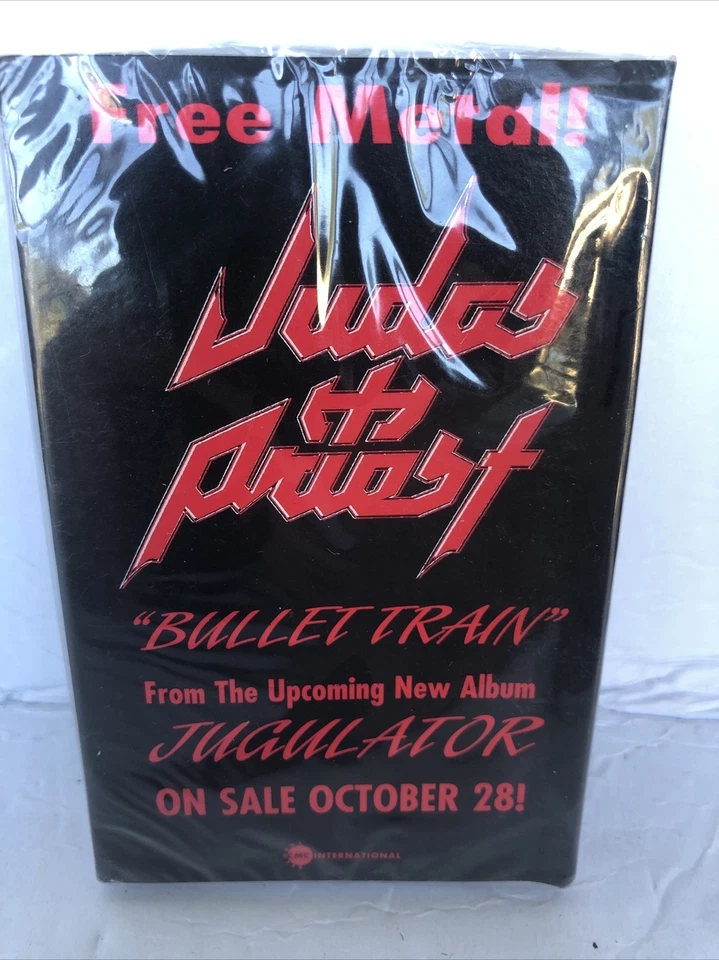 Free Metal!
Judas
Priest
“BULLET TRAIN”
From The Upcoming New Album
JUGULATOR
ON SALE OCTOBER 28!
CMC INTERNATIONAL